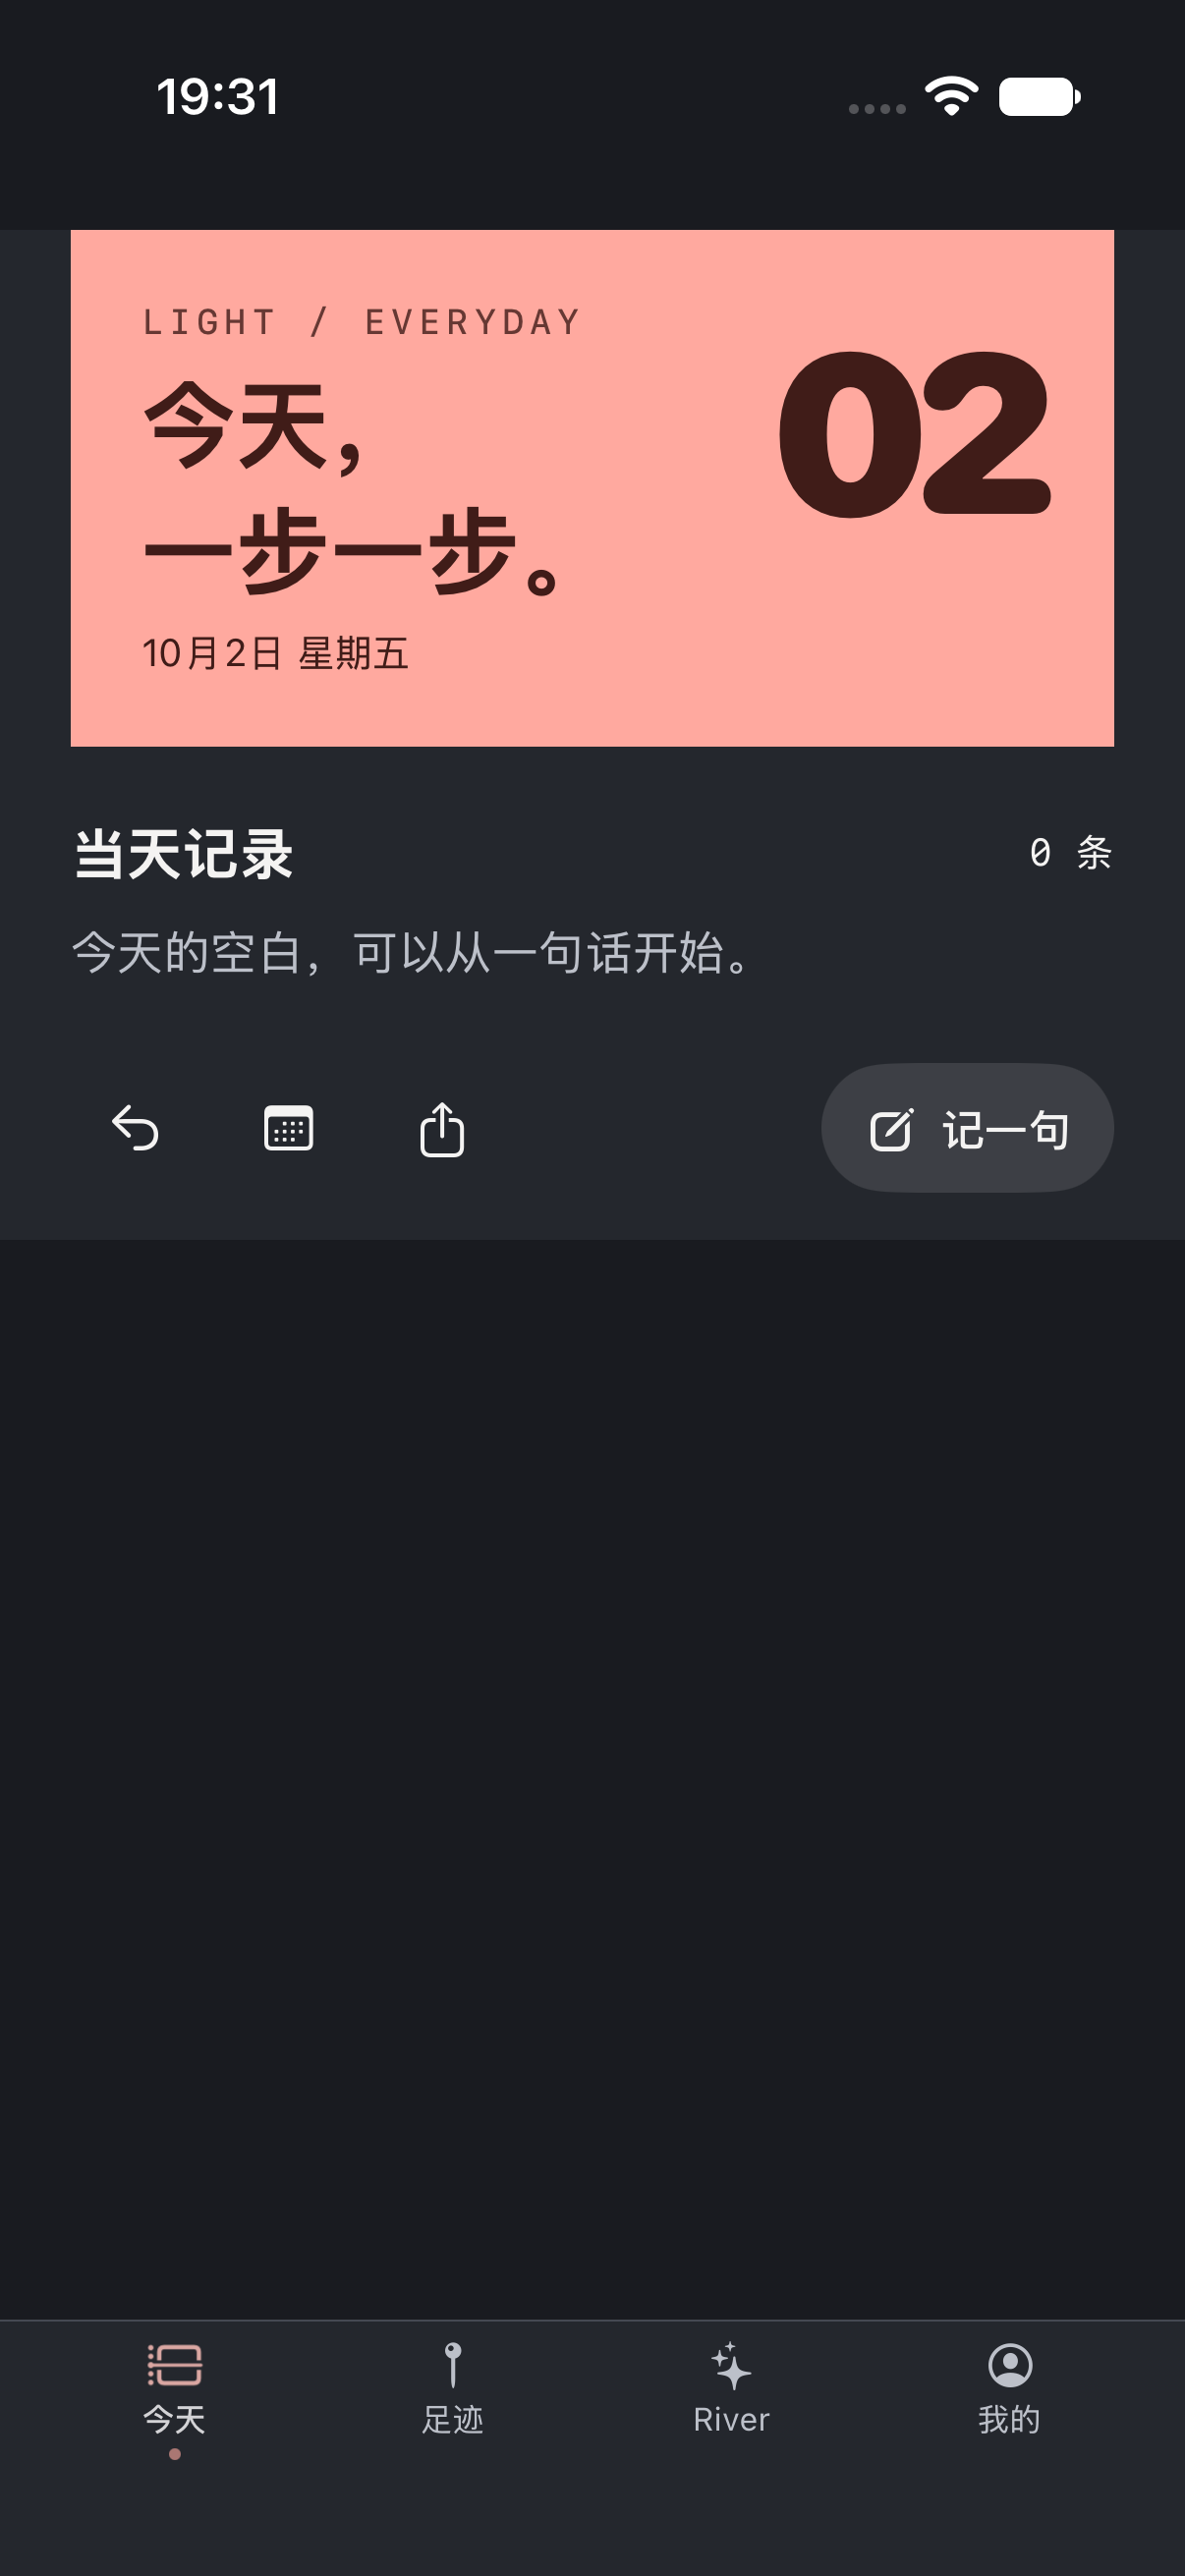 19:31
LIGHT / EVERYDAY
今天，
一步一步。
02
10月2日 星期五
当天记录
0 条
今天的空白，可以从一句话开始。
记一句
今天
足迹
River
我的